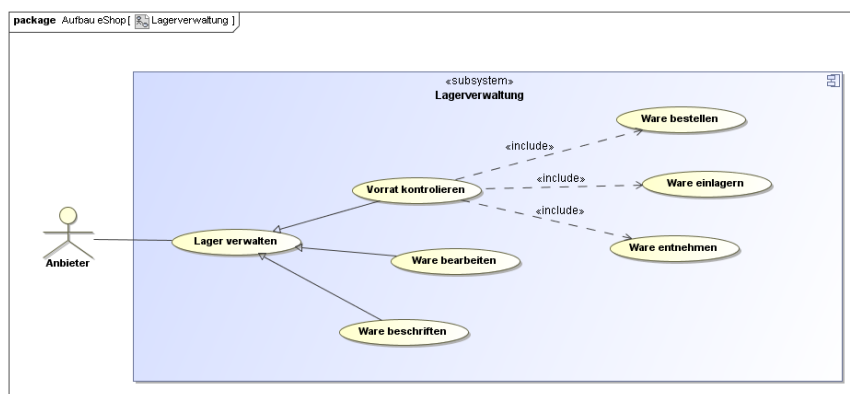 package Aufbau eShop[ Lagerverwaltung ]
«subsystem»
Lagerverwaltung
Ware bestellen
«include»
Vorrat kontrolieren
«include»
Ware einlagern
«include»
Lager verwalten
Ware entnehmen
Anbieter
Ware bearbeiten
Ware beschriften